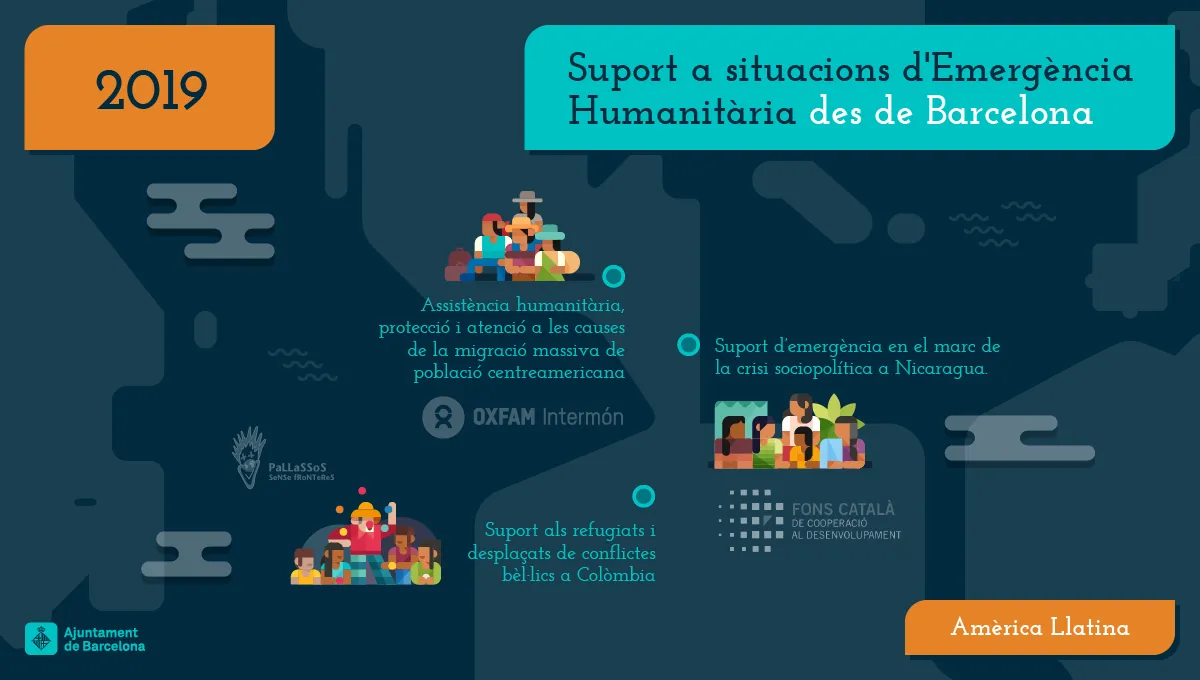 2019
Suport a situacions d'Emergència
Humanitària des de Barcelona
Assistència humanitària,
protecció i atenció a les causes
de la migració massiva de
població centreamericana
OXFAM Intermón
Suport d’emergència en el marc de
la crisi sociopolítica a Nicaragua.
FONS CATALÀ
DE COOPERACIÓ
AL DESENVOLUPAMENT
PaLLaSSoS
SeNSe FRoNTeReS
Suport als refugiats i
desplaçats de conflictes
bèl·lics a Colòmbia
Ajuntament
de Barcelona
Amèrica Llatina